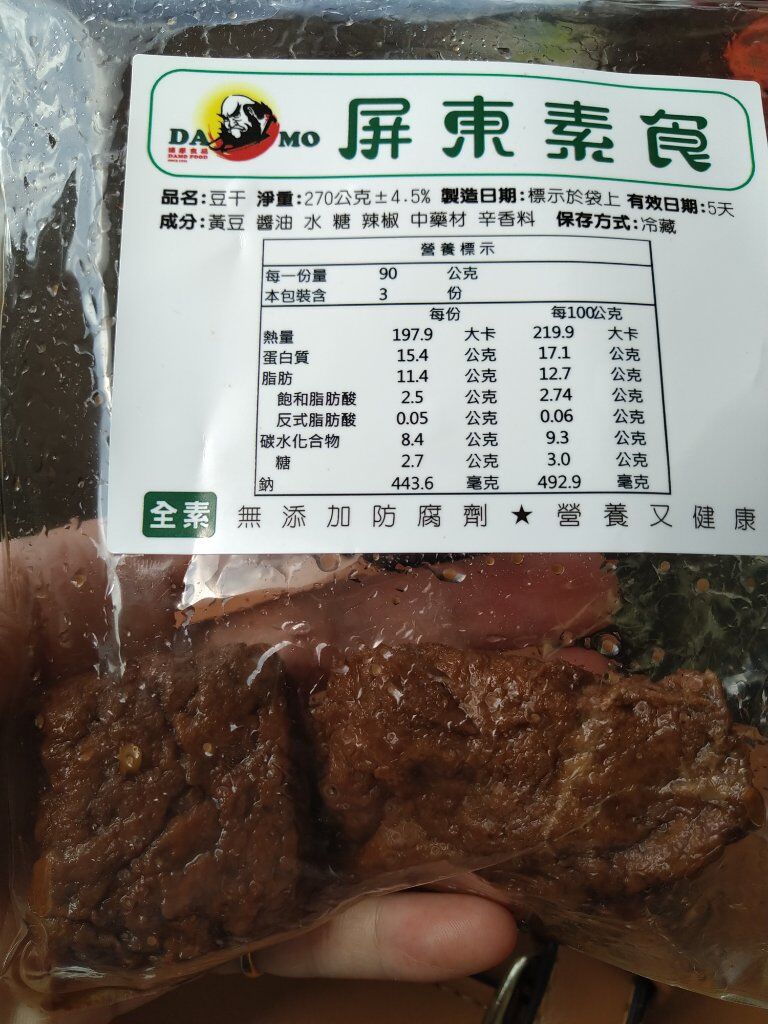 DAMO 屏東素食
達摩食品
DAMO FOOD
品名:豆干 淨重:270公克±4.5% 製造日期:標示於袋上 有效日期:5天
成分:黃豆 醬油 水 糖 辣椒 中藥材 辛香料 保存方式:冷藏
營養標示
每一份量 90 公克
本包裝含 3 份
每份 每100公克
熱量 197.9 大卡 219.9 大卡
蛋白質 15.4 公克 17.1 公克
脂肪 11.4 公克 12.7 公克
飽和脂肪酸 2.5 公克 2.74 公克
反式脂肪酸 0.05 公克 0.06 公克
碳水化合物 8.4 公克 9.3 公克
糖 2.7 公克 3.0 公克
鈉 443.6 毫克 492.9 毫克
全素 無添加防腐劑★營養又健康